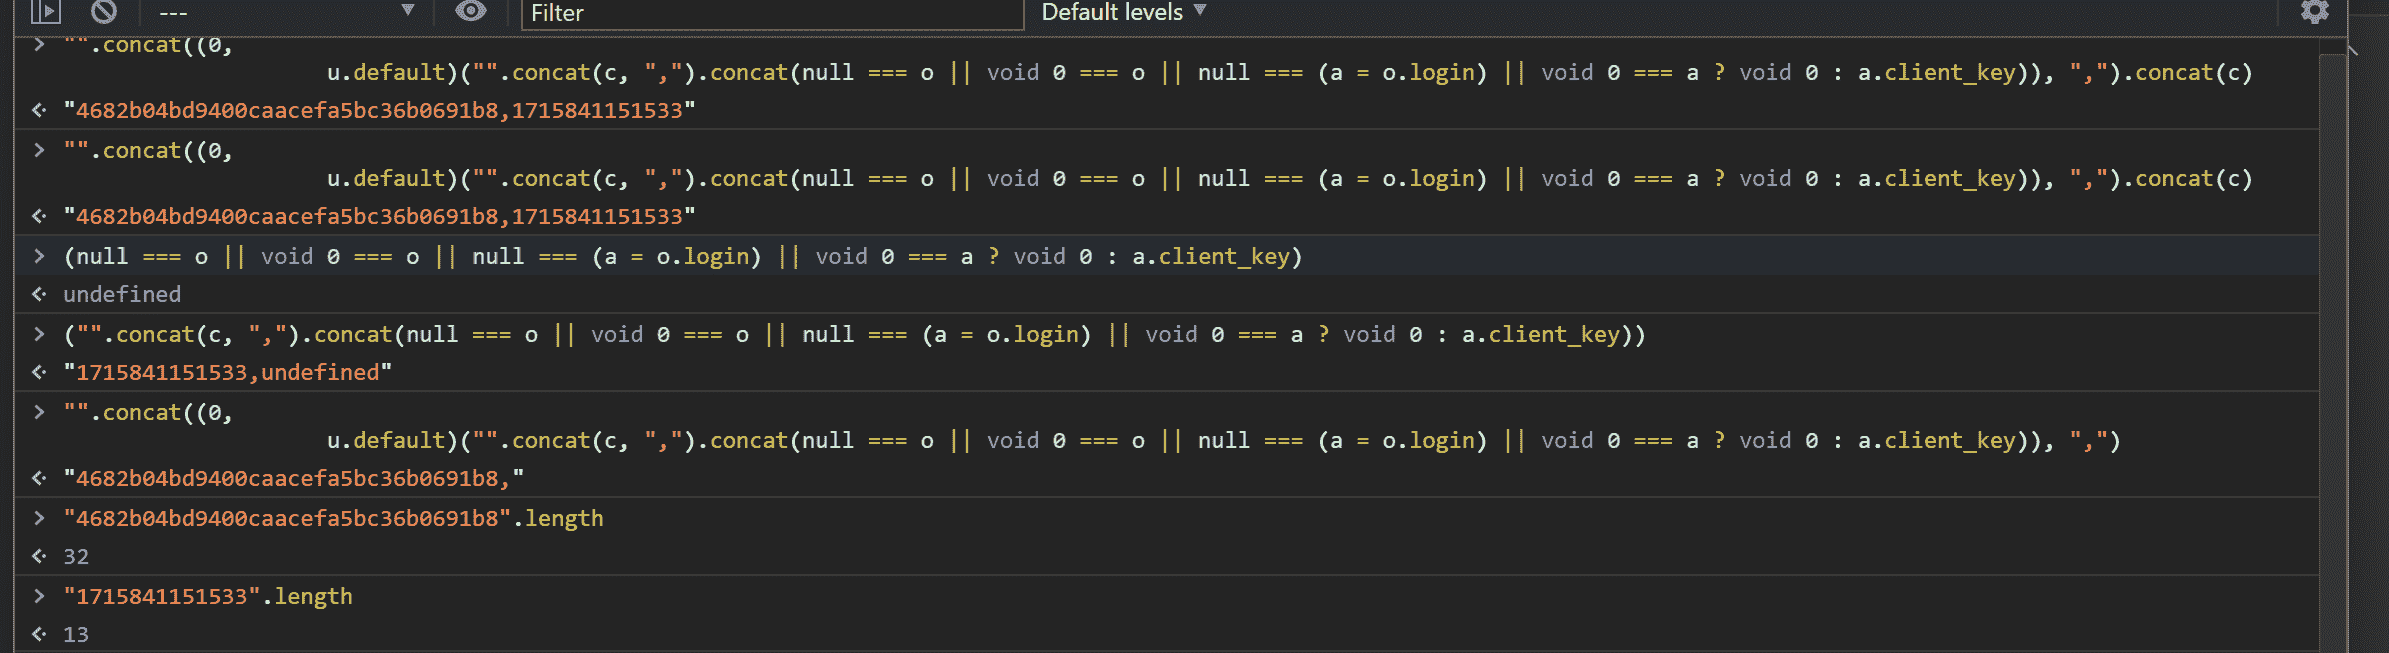 --- Filter Default levels
> "".concat((0,
u.default)("".concat(c, ",").concat(null === o || void 0 === o || null === (a = o.login) || void 0 === a ? void 0 : a.client_key)), ",").concat(c)
"4682b04bd9400caacefa5bc36b0691b8,1715841151533"
> "".concat((0,
u.default)("".concat(c, ",").concat(null === o || void 0 === o || null === (a = o.login) || void 0 === a ? void 0 : a.client_key)), ",").concat(c)
"4682b04bd9400caacefa5bc36b0691b8,1715841151533"
> (null === o || void 0 === o || null === (a = o.login) || void 0 === a ? void 0 : a.client_key)
undefined
> ("".concat(c, ",").concat(null === o || void 0 === o || null === (a = o.login) || void 0 === a ? void 0 : a.client_key))
"1715841151533,undefined"
> "".concat((0,
u.default)("".concat(c, ",").concat(null === o || void 0 === o || null === (a = o.login) || void 0 === a ? void 0 : a.client_key)), ",")
"4682b04bd9400caacefa5bc36b0691b8,"
> "4682b04bd9400caacefa5bc36b0691b8".length
32
> "1715841151533".length
13